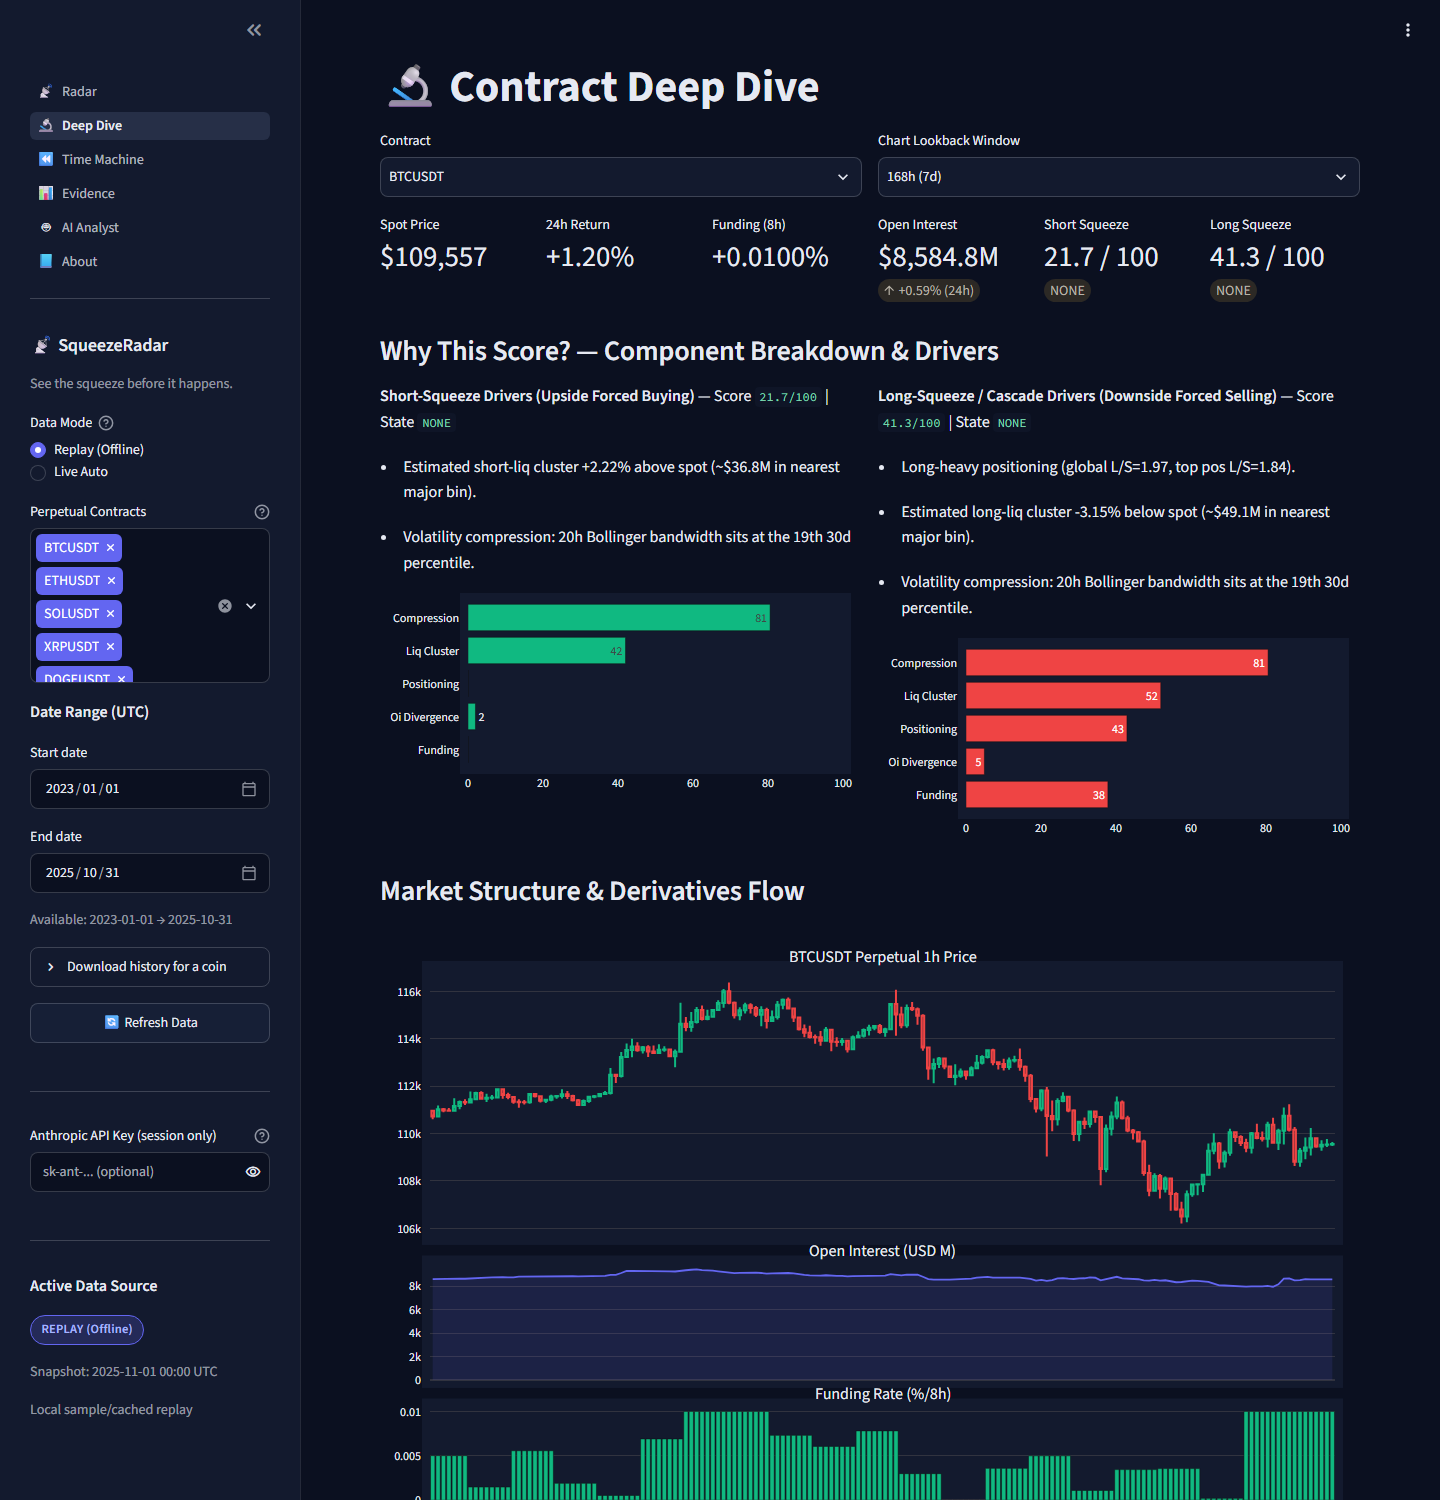 Radar
Deep Dive
Time Machine
Evidence
AI Analyst
About
SqueezeRadar
See the squeeze before it happens.
Data Mode
Replay (Offline)
Live Auto
Perpetual Contracts
BTCUSDT ×
ETHUSDT ×
SOLUSDT ×
XRPUSDT ×
DOGEUSDT ×
Date Range (UTC)
Start date
2023/01/01
End date
2025/10/31
Available: 2023-01-01 → 2025-10-31
Download history for a coin
Refresh Data
Anthropic API Key (session only)
sk-ant-... (optional)
Active Data Source
REPLAY (Offline)
Snapshot: 2025-11-01 00:00 UTC
Local sample/cached replay
Contract Deep Dive
Contract
BTCUSDT
Chart Lookback Window
168h (7d)
Spot Price
$109,557
24h Return
+1.20%
Funding (8h)
+0.0100%
Open Interest
$8,584.8M
↑ +0.59% (24h)
Short Squeeze
21.7 / 100
NONE
Long Squeeze
41.3 / 100
NONE
Why This Score? — Component Breakdown & Drivers
Short-Squeeze Drivers (Upside Forced Buying) — Score 21.7/100 |
State NONE
• Estimated short-liq cluster +2.22% above spot (~$36.8M in nearest
major bin).
• Volatility compression: 20h Bollinger bandwidth sits at the 19th 30d
percentile.
Compression 81
Liq Cluster 42
Positioning
Oi Divergence 2
Funding
0 20 40 60 80 100
Long-Squeeze / Cascade Drivers (Downside Forced Selling) — Score
41.3/100 | State NONE
• Long-heavy positioning (global L/S=1.97, top pos L/S=1.84).
• Estimated long-liq cluster -3.15% below spot (~$49.1M in nearest
major bin).
• Volatility compression: 20h Bollinger bandwidth sits at the 19th 30d
percentile.
Compression 81
Liq Cluster 52
Positioning 43
Oi Divergence 5
Funding 38
0 20 40 60 80 100
Market Structure & Derivatives Flow
BTCUSDT Perpetual 1h Price
116k
114k
112k
110k
108k
106k
Open Interest (USD M)
8k
6k
4k
2k
0
Funding Rate (%/8h)
0.01
0.005
0